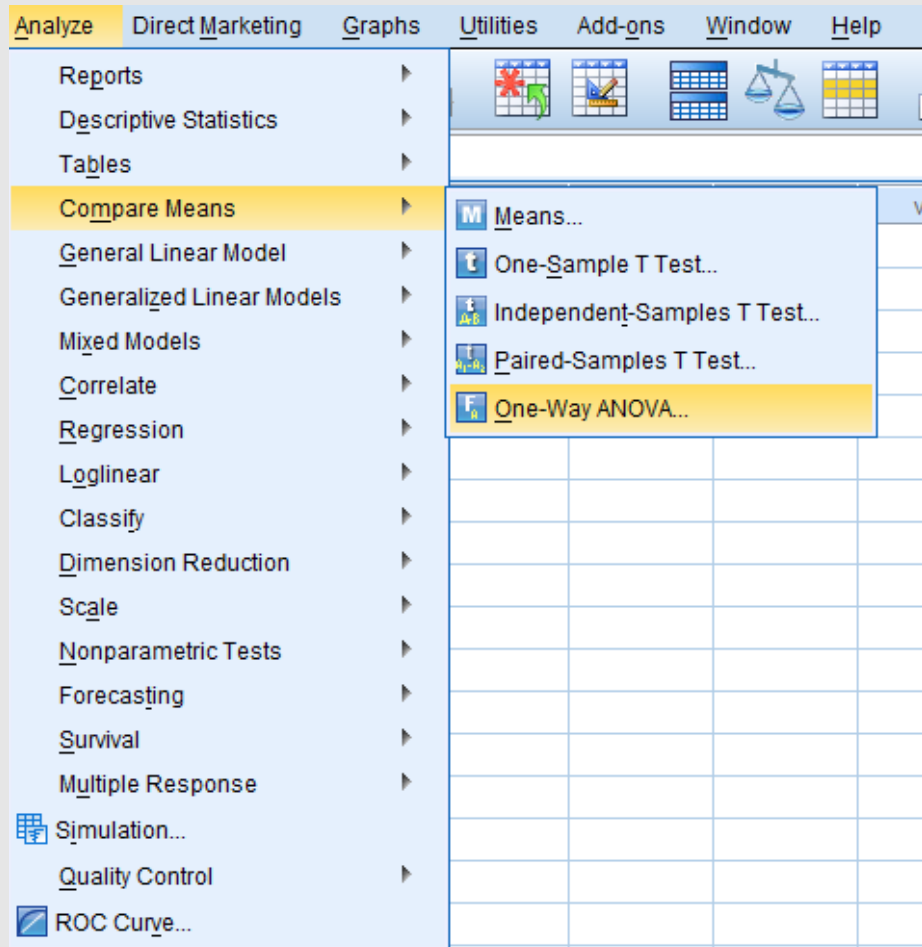 Analyze Direct Marketing Graphs Utilities Add-ons Window Help
Reports
Descriptive Statistics
Tables
Compare Means
General Linear Model
Generalized Linear Models
Mixed Models
Correlate
Regression
Loglinear
Classify
Dimension Reduction
Scale
Nonparametric Tests
Forecasting
Survival
Multiple Response
Simulation...
Quality Control
ROC Curve...
M Means...
t One-Sample T Test...
t A-B Independent-Samples T Test...
Paired-Samples T Test...
F A One-Way ANOVA...